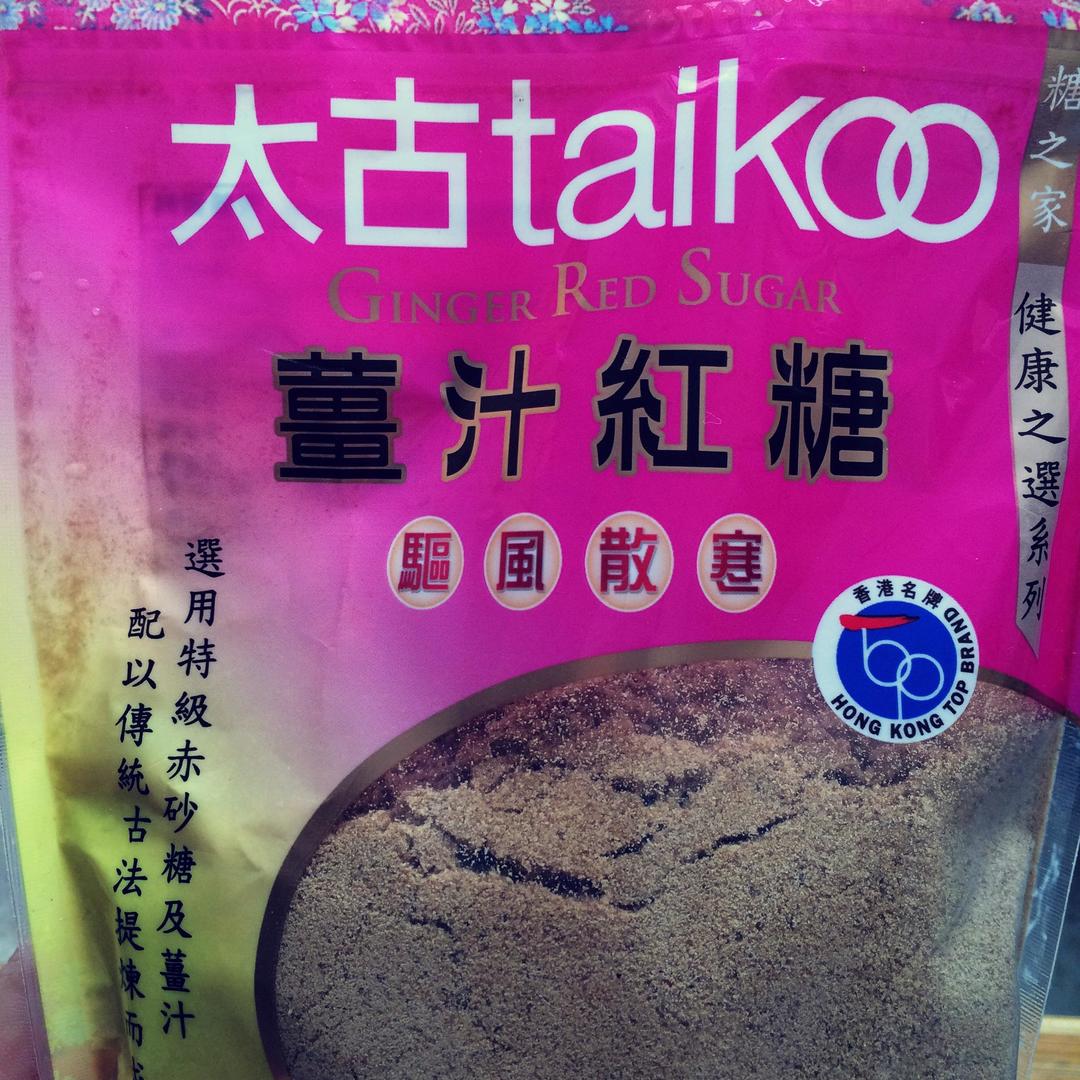 太古taikoo
GINGER RED SUGAR
薑汁紅糖
驅風散寒
糖之家
健康之選系列
香港名牌
HONG KONG TOP BRAND
選用特級赤砂糖及薑汁
配以傳統古法提煉而